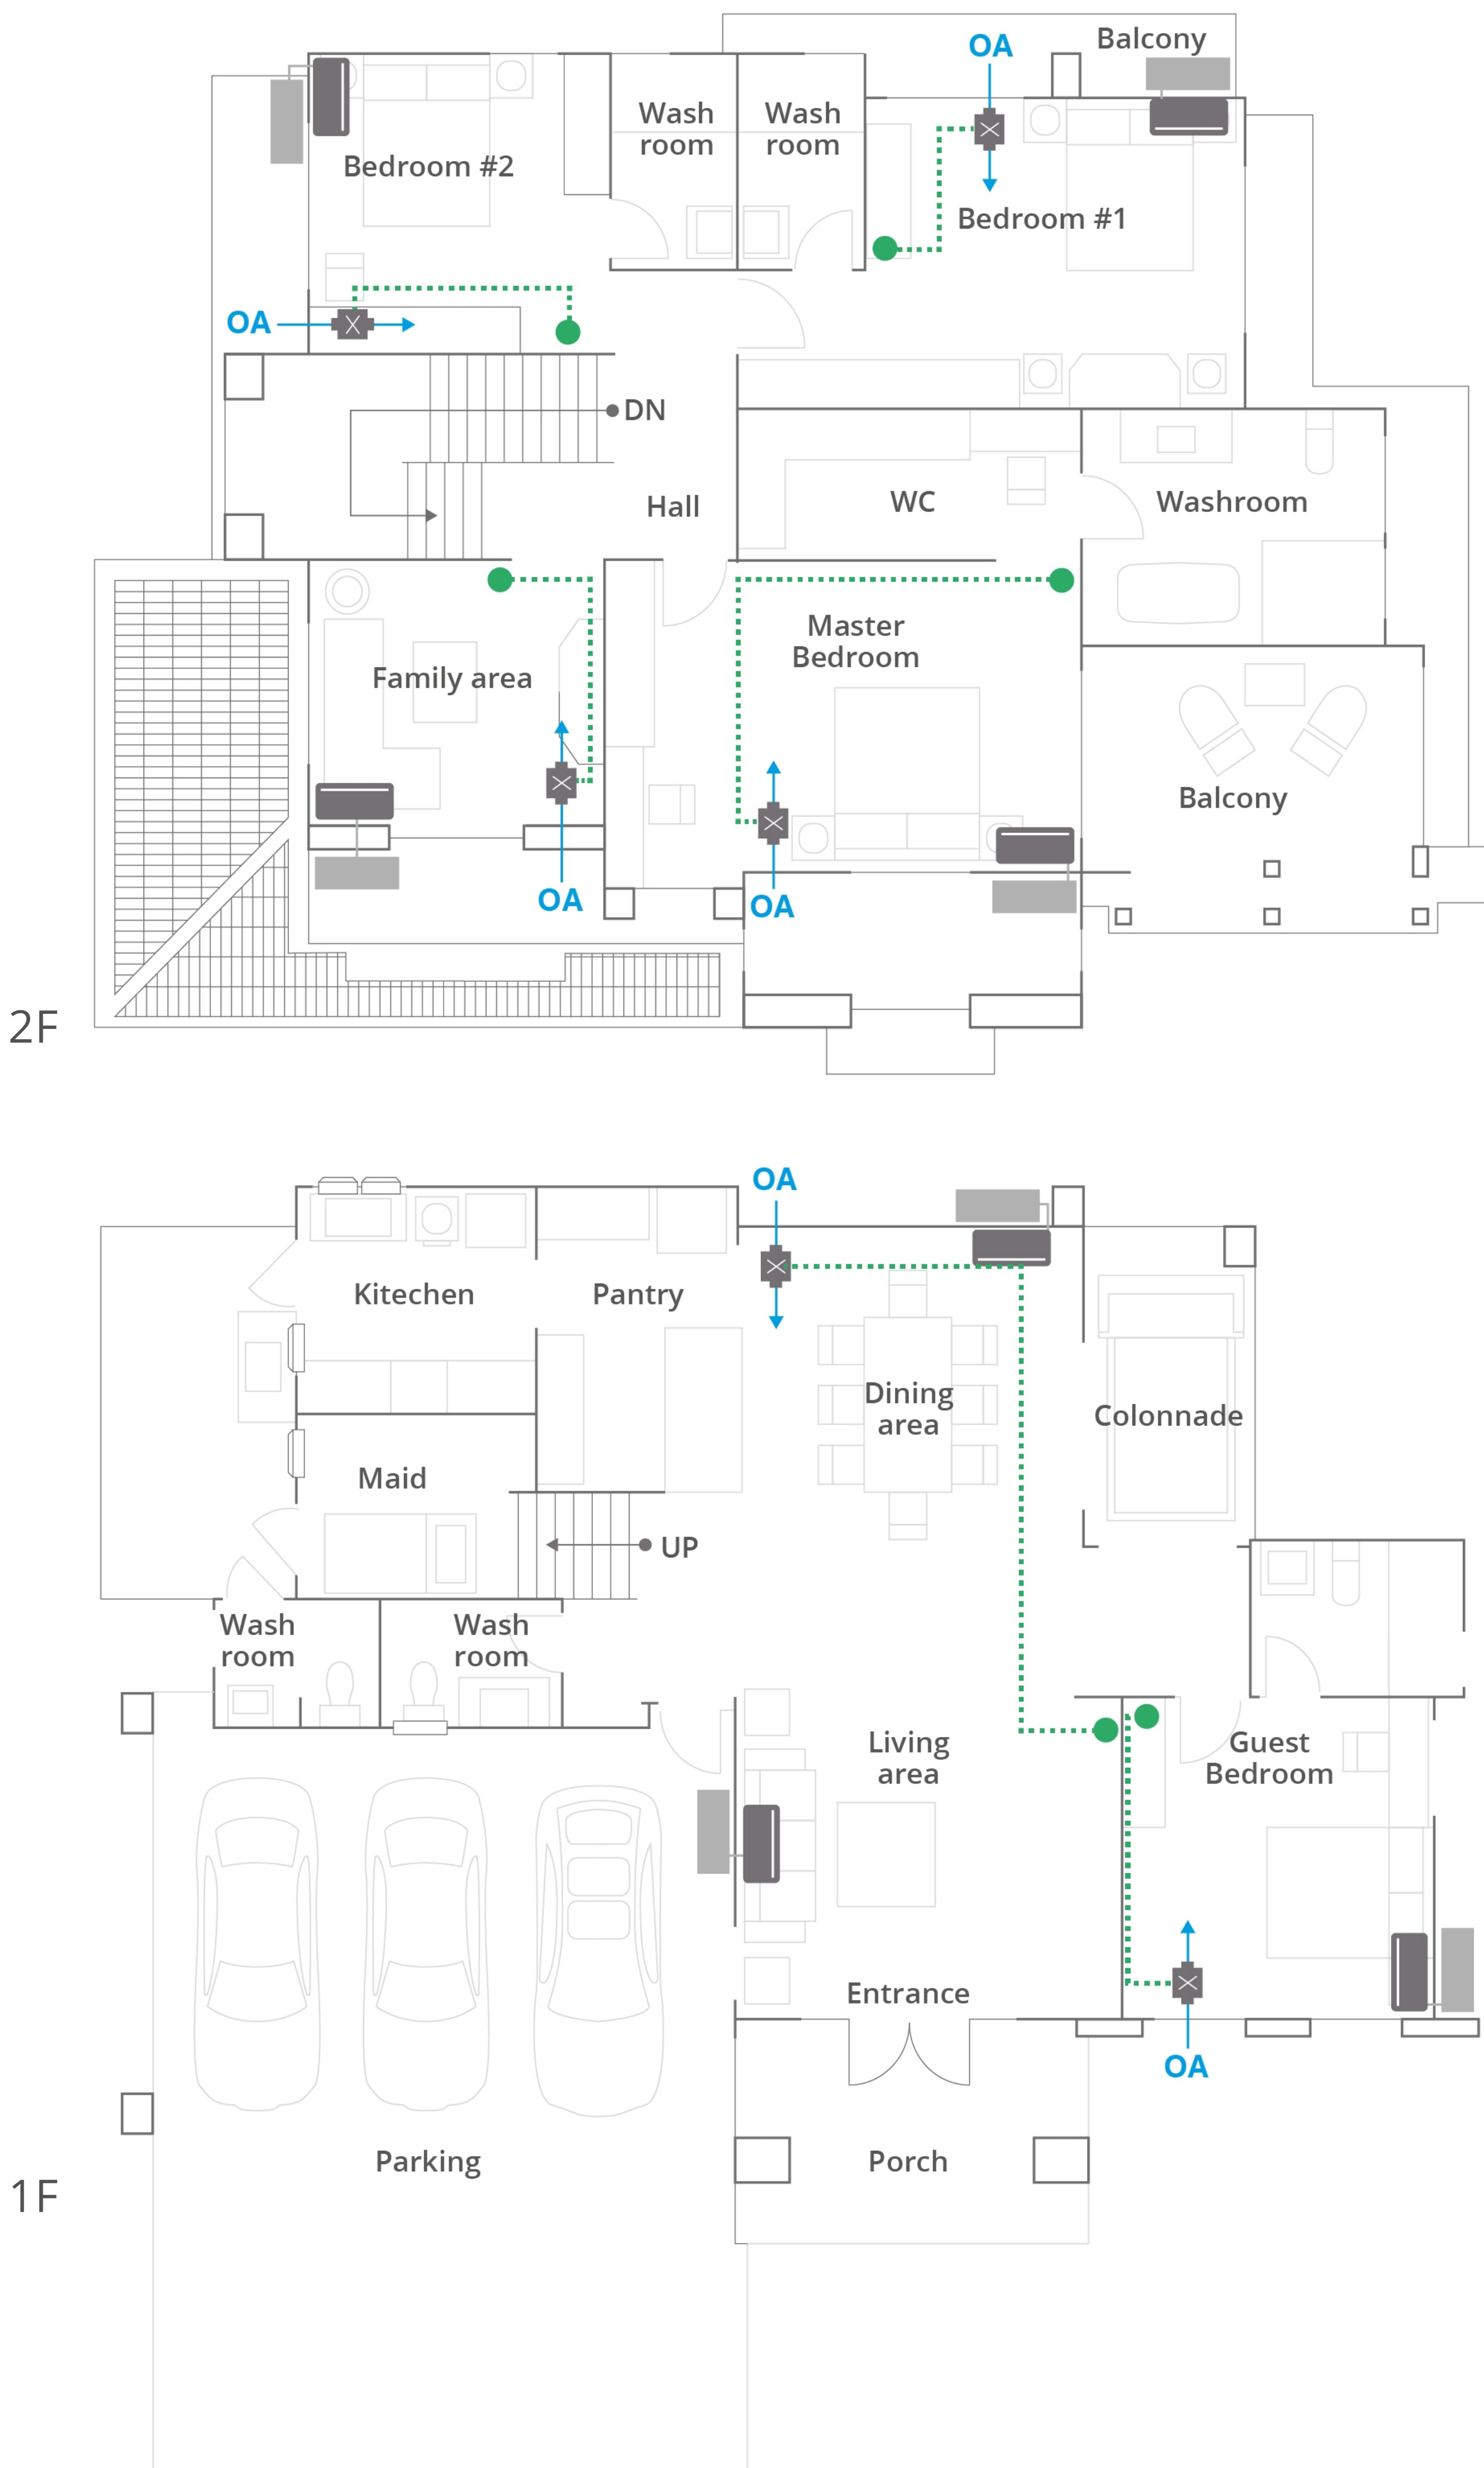 OA
Balcony
Wash
room
Wash
room
Bedroom #2
Bedroom #1
OA
DN
Hall
WC
Washroom
Master
Bedroom
Family area
Balcony
OA
OA
2F
OA
Kitechen
Pantry
Dining
area
Colonnade
Maid
UP
Wash
room
Wash
room
Living
area
Guest
Bedroom
Entrance
OA
Parking
Porch
1F